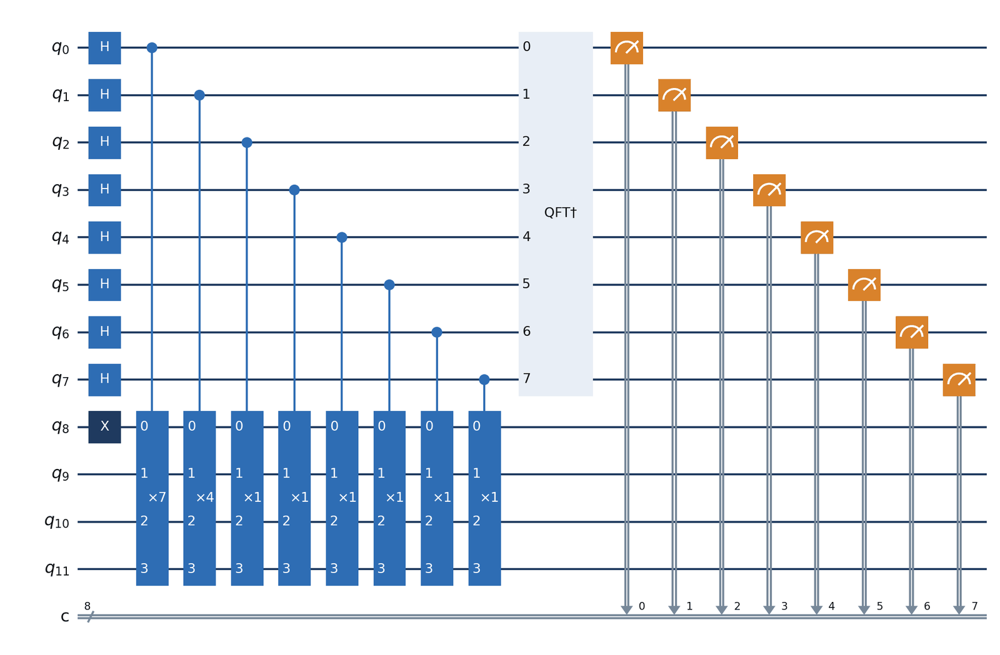 q0 H 0
q1 H 1
q2 H 2
q3 H 3
QFT†
q4 H 4
q5 H 5
q6 H 6
q7 H 7
q8 X 0 0 0 0 0 0 0 0
q9 1 1 1 1 1 1 1 1
×7 ×4 ×1 ×1 ×1 ×1 ×1 ×1
q10 2 2 2 2 2 2 2 2
q11 3 3 3 3 3 3 3 3
8 0 1 2 3 4 5 6 7
c